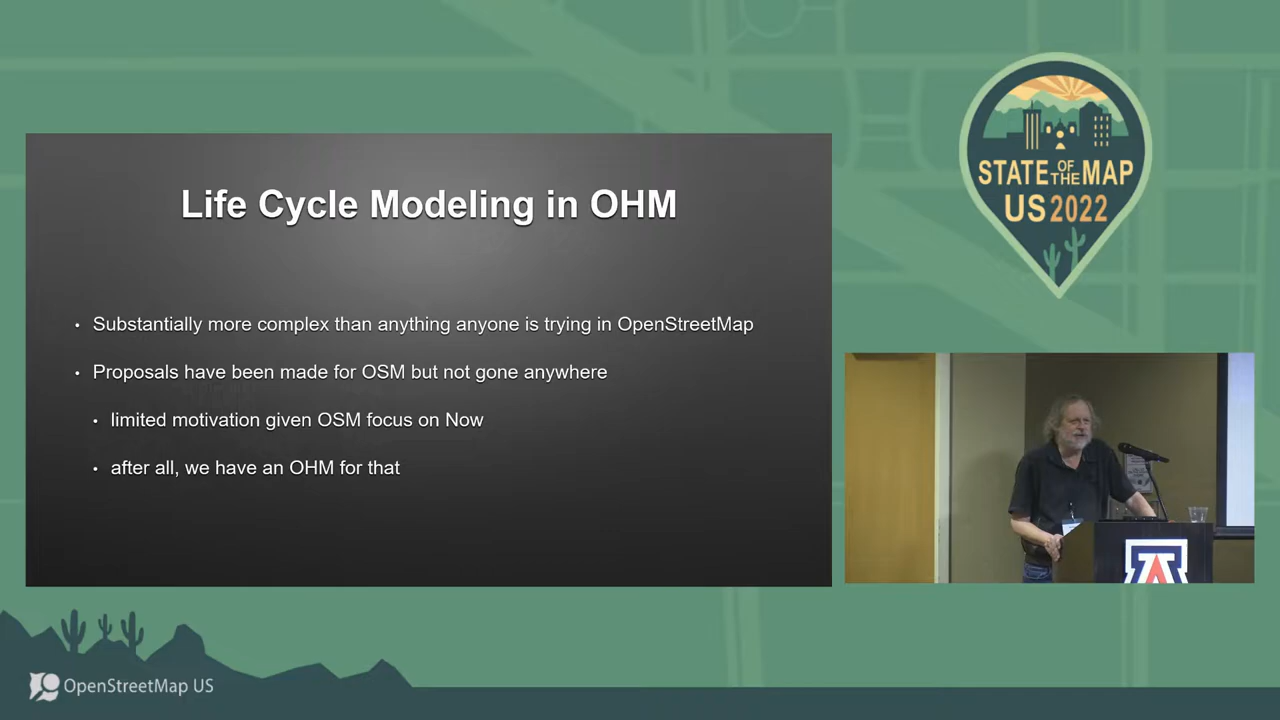 Life Cycle Modeling in OHM
• Substantially more complex than anything anyone is trying in OpenStreetMap
• Proposals have been made for OSM but not gone anywhere
• limited motivation given OSM focus on Now
• after all, we have an OHM for that
STATE OF THE MAP
US 2022
A
OpenStreetMap US